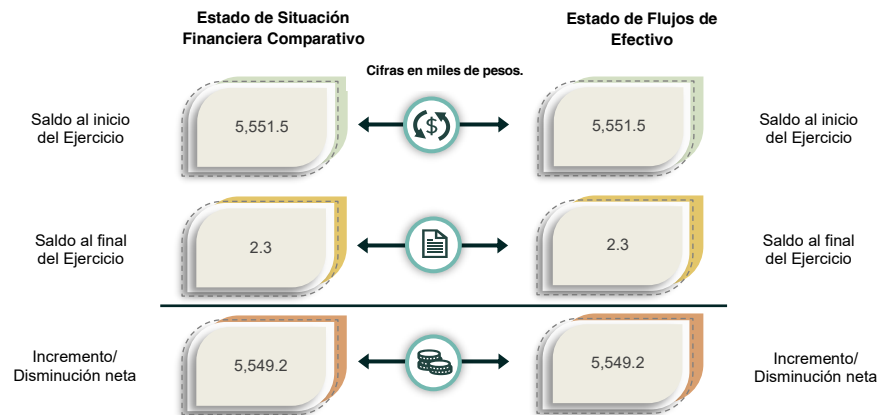 Estado de Situación
Financiera Comparativo
Estado de Flujos de
Efectivo
Cifras en miles de pesos.
Saldo al inicio
del Ejercicio
5,551.5
$
5,551.5
Saldo al inicio
del Ejercicio
Saldo al final
del Ejercicio
2.3
2.3
Saldo al final
del Ejercicio
Incremento/
Disminución neta
5,549.2
5,549.2
Incremento/
Disminución neta